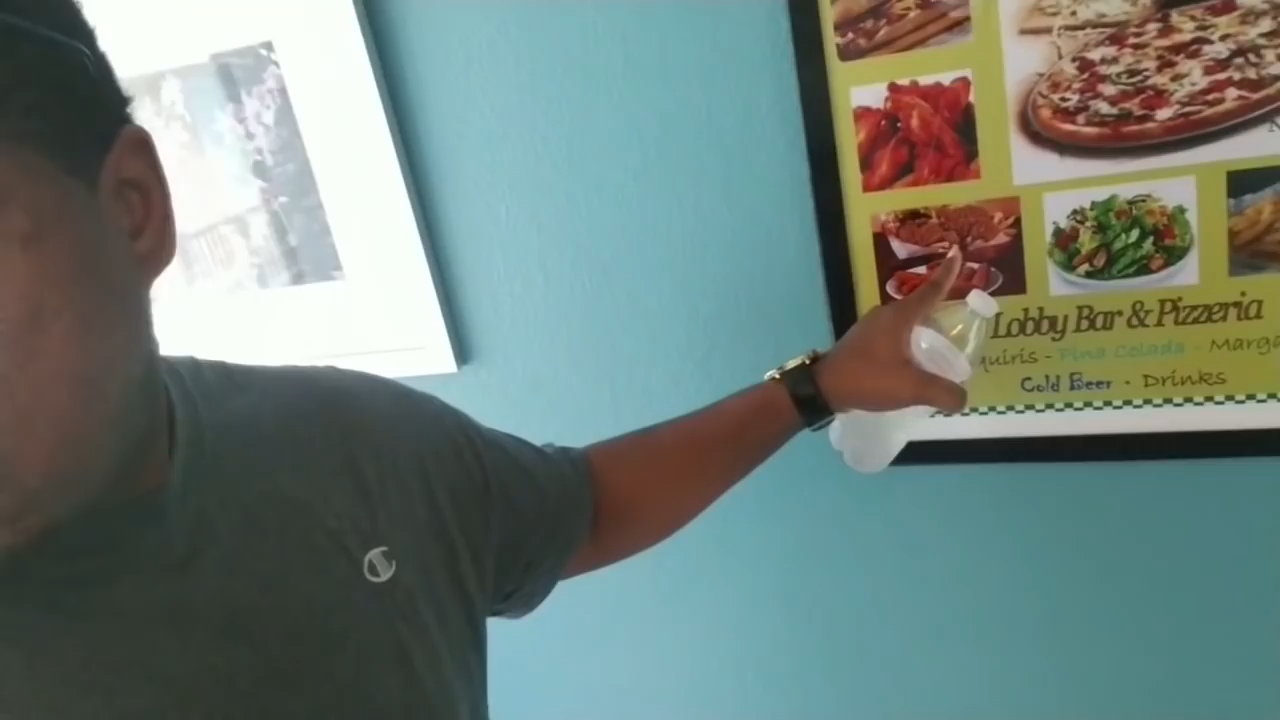 Lobby Bar & Pizzeria
quiris - Pina Colada - Marga
Cold Beer - Drinks